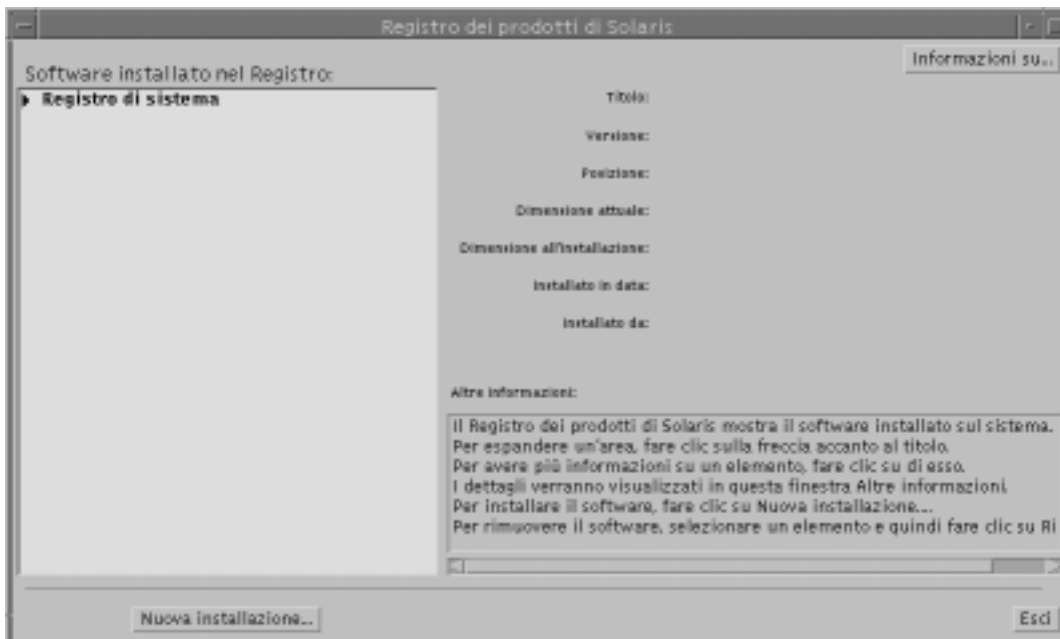 Registro dei prodotti di Solaris
Informazioni su...
Software installato nel Registro:
Registro di sistema
Titolo:
Versione:
Posizione:
Dimensione attuale:
Dimensione all'installazione:
Installato in data:
Installato da:
Altre informazioni:
Il Registro dei prodotti di Solaris mostra il software installato sul sistema.
Per espandere un'area, fare clic sulla freccia accanto al titolo.
Per avere più informazioni su un elemento, fare clic su di esso.
I dettagli verranno visualizzati in questa finestra Altre informazioni.
Per installare il software, fare clic su Nuova installazione....
Per rimuovere il software, selezionare un elemento e quindi fare clic su Ri
Nuova installazione...
Esci